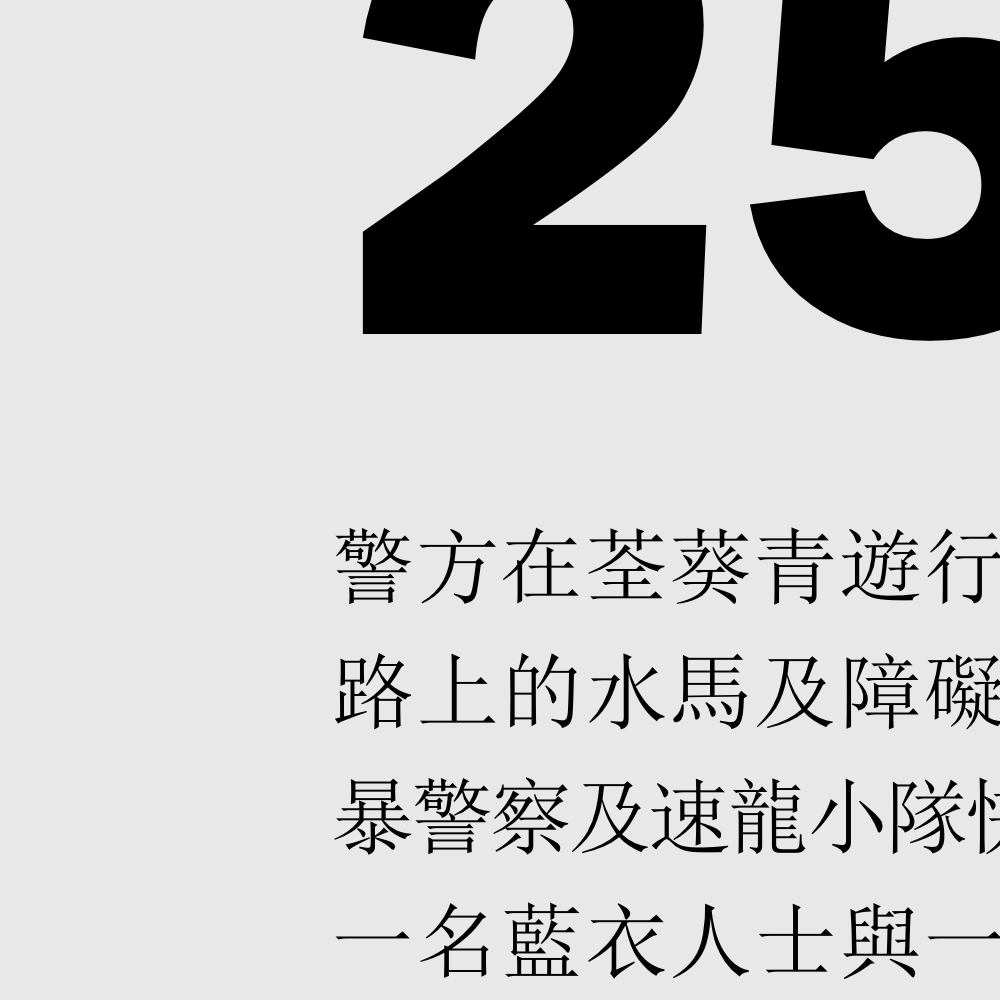 25
警方在荃葵青遊行
路上的水馬及障礙
暴警察及速龍小隊
一名藍衣人士與一